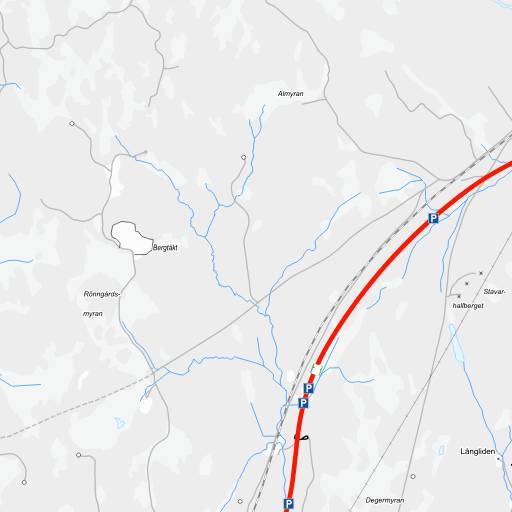 Almyran
P
Bergtäkt
Rönngårds-
myran
Stavar-
hallberget
P
P
Långliden
Degermyran
P